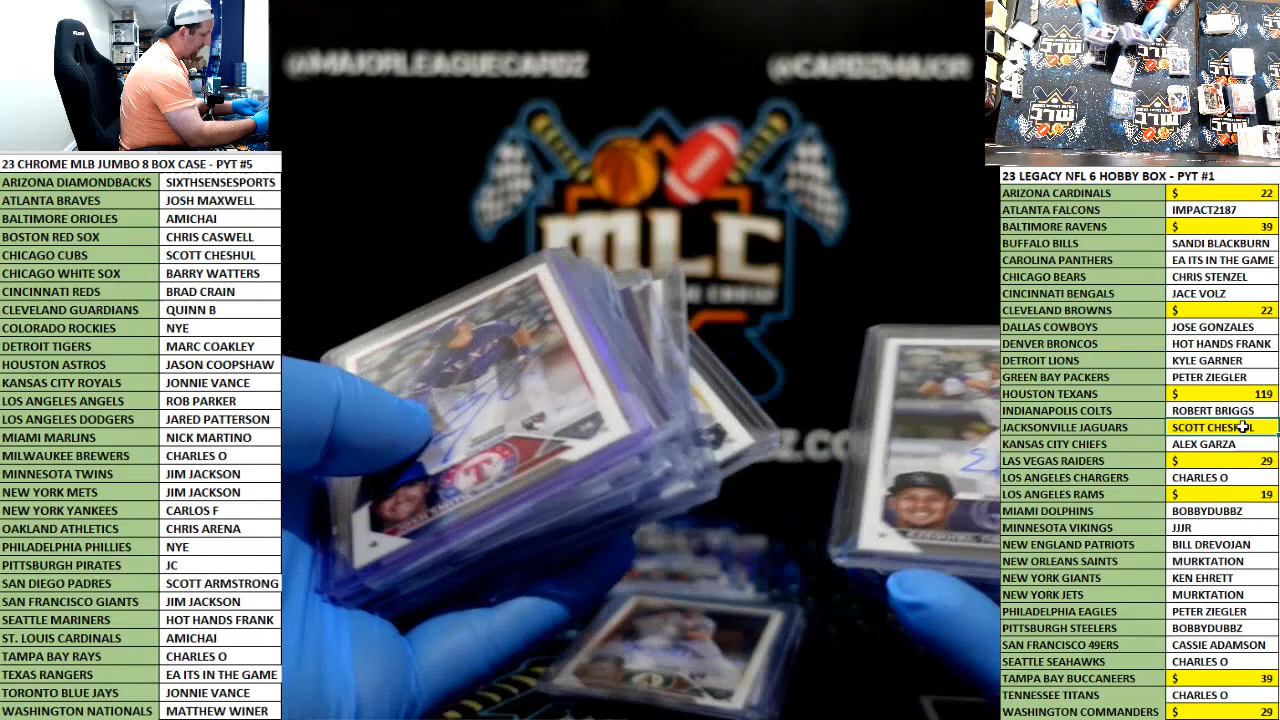 @MAJORLEAGUECARDZ
@CARDZMAJOR
MLC
23 CHROME MLB JUMBO 8 BOX CASE - PYT #5
ARIZONA DIAMONDBACKS SIXTHSENSESPORTS
ATLANTA BRAVES JOSH MAXWELL
BALTIMORE ORIOLES AMICHAI
BOSTON RED SOX CHRIS CASWELL
CHICAGO CUBS SCOTT CHESHUL
CHICAGO WHITE SOX BARRY WATTERS
CINCINNATI REDS BRAD CRAIN
CLEVELAND GUARDIANS QUINN B
COLORADO ROCKIES NYE
DETROIT TIGERS MARC COAKLEY
HOUSTON ASTROS JASON COOPSHAW
KANSAS CITY ROYALS JONNIE VANCE
LOS ANGELES ANGELS ROB PARKER
LOS ANGELES DODGERS JARED PATTERSON
MIAMI MARLINS NICK MARTINO
MILWAUKEE BREWERS CHARLES O
MINNESOTA TWINS JIM JACKSON
NEW YORK METS JIM JACKSON
NEW YORK YANKEES CARLOS F
OAKLAND ATHLETICS CHRIS ARENA
PHILADELPHIA PHILLIES NYE
PITTSBURGH PIRATES JC
SAN DIEGO PADRES SCOTT ARMSTRONG
SAN FRANCISCO GIANTS JIM JACKSON
SEATTLE MARINERS HOT HANDS FRANK
ST. LOUIS CARDINALS AMICHAI
TAMPA BAY RAYS CHARLES O
TEXAS RANGERS EA ITS IN THE GAME
TORONTO BLUE JAYS JONNIE VANCE
WASHINGTON NATIONALS MATTHEW WINER
23 LEGACY NFL 6 HOBBY BOX - PYT #1
ARIZONA CARDINALS $ 22
ATLANTA FALCONS IMPACT2187
BALTIMORE RAVENS $ 39
BUFFALO BILLS SANDI BLACKBURN
CAROLINA PANTHERS EA ITS IN THE GAME
CHICAGO BEARS CHRIS STENZEL
CINCINNATI BENGALS JACE VOLZ
CLEVELAND BROWNS $ 22
DALLAS COWBOYS JOSE GONZALES
DENVER BRONCOS HOT HANDS FRANK
DETROIT LIONS KYLE GARNER
GREEN BAY PACKERS PETER ZIEGLER
HOUSTON TEXANS $ 119
INDIANAPOLIS COLTS ROBERT BRIGGS
JACKSONVILLE JAGUARS SCOTT CHESHUL
KANSAS CITY CHIEFS ALEX GARZA
LAS VEGAS RAIDERS $ 29
LOS ANGELES CHARGERS CHARLES O
LOS ANGELES RAMS $ 19
MIAMI DOLPHINS BOBBYDUBBZ
MINNESOTA VIKINGS JJJR
NEW ENGLAND PATRIOTS BILL DREVOJAN
NEW ORLEANS SAINTS MURKTATION
NEW YORK GIANTS KEN EHRETT
NEW YORK JETS MURKTATION
PHILADELPHIA EAGLES PETER ZIEGLER
PITTSBURGH STEELERS BOBBYDUBBZ
SAN FRANCISCO 49ERS CASSIE ADAMSON
SEATTLE SEAHAWKS CHARLES O
TAMPA BAY BUCCANEERS $ 39
TENNESSEE TITANS CHARLES O
WASHINGTON COMMANDERS $ 29